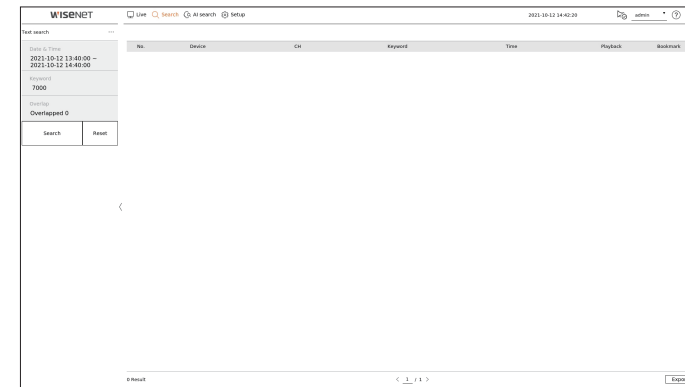 WISENET
Live Search AI search Setup
2021-10-12 14:42:20
admin
Text search
No. Device CH Keyword Time Playback Bookmark
Date & Time
2021-10-12 13:40:00 ~
2021-10-12 14:40:00
Keyword
7000
Overlap
Overlapped 0
Search Reset
0 Result
1 / 1
Expo